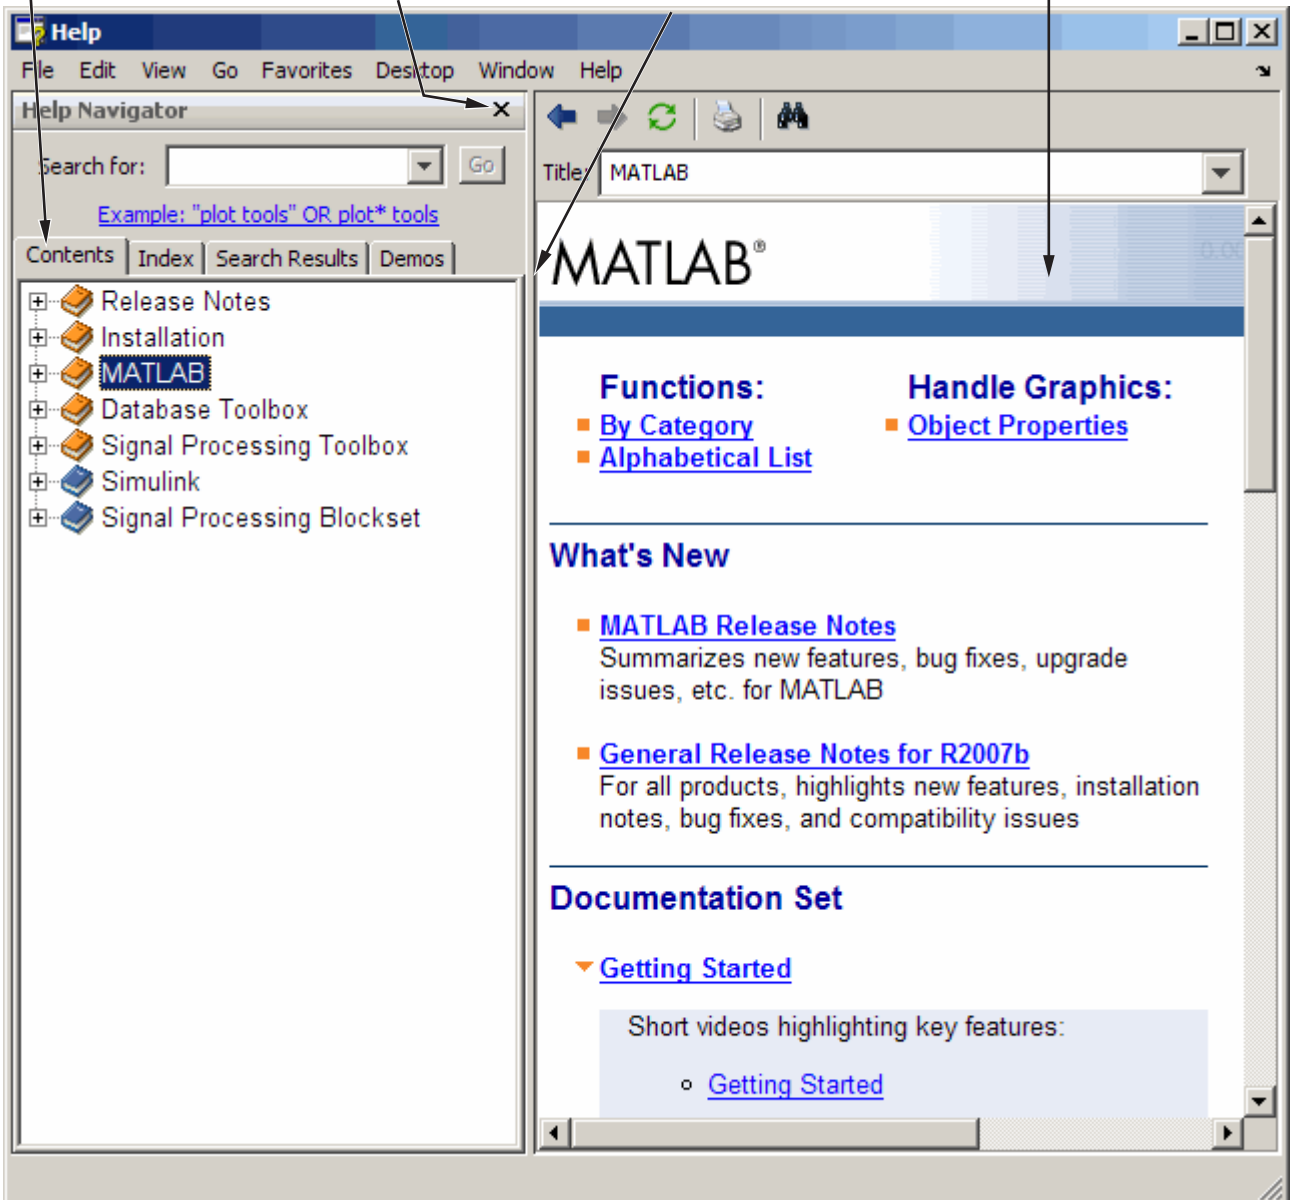 Help
File Edit View Go Favorites Desktop Window Help
Help Navigator
Search for: Go
Example: "plot tools" OR plot* tools
Contents Index Search Results Demos
Release Notes
Installation
MATLAB
Database Toolbox
Signal Processing Toolbox
Simulink
Signal Processing Blockset
Title: MATLAB
MATLAB®
0.00
Functions:
By Category
Alphabetical List
Handle Graphics:
Object Properties
What's New
MATLAB Release Notes
Summarizes new features, bug fixes, upgrade
issues, etc. for MATLAB
General Release Notes for R2007b
For all products, highlights new features, installation
notes, bug fixes, and compatibility issues
Documentation Set
Getting Started
Short videos highlighting key features:
Getting Started